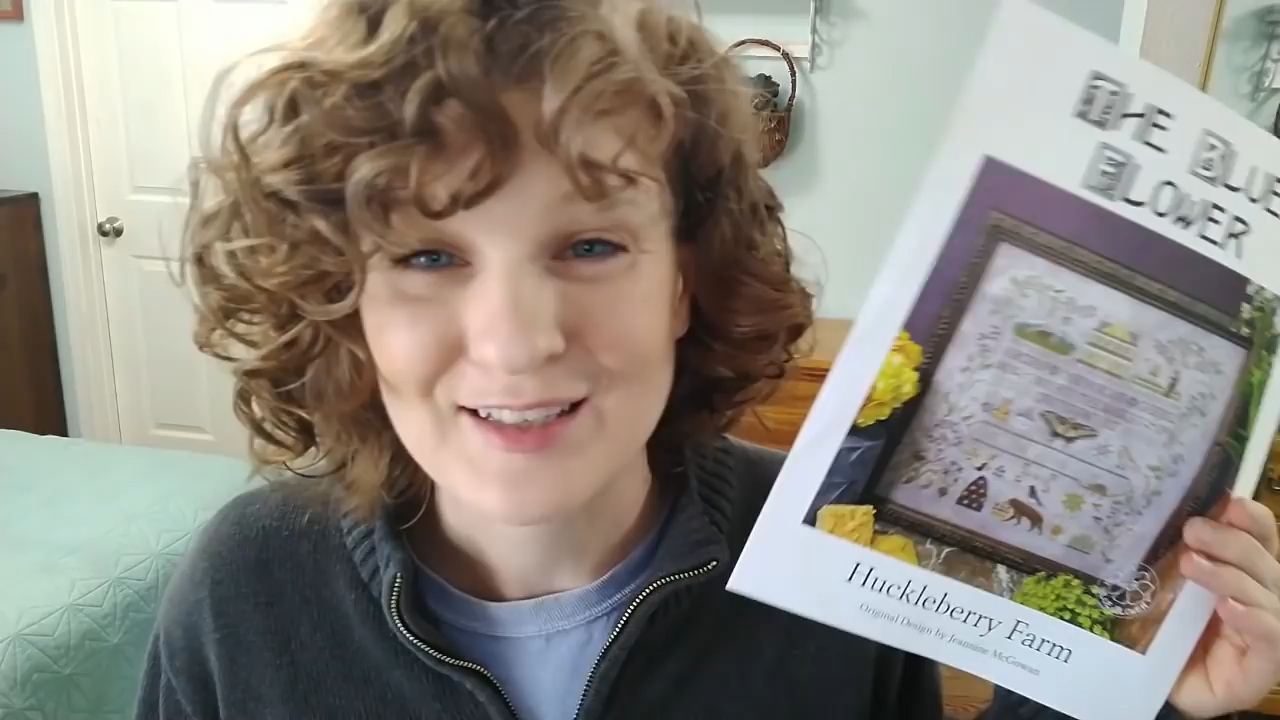 THE BLUE
FLOWER
Huckleberry Farm
Original Design by Jeannine McGowan